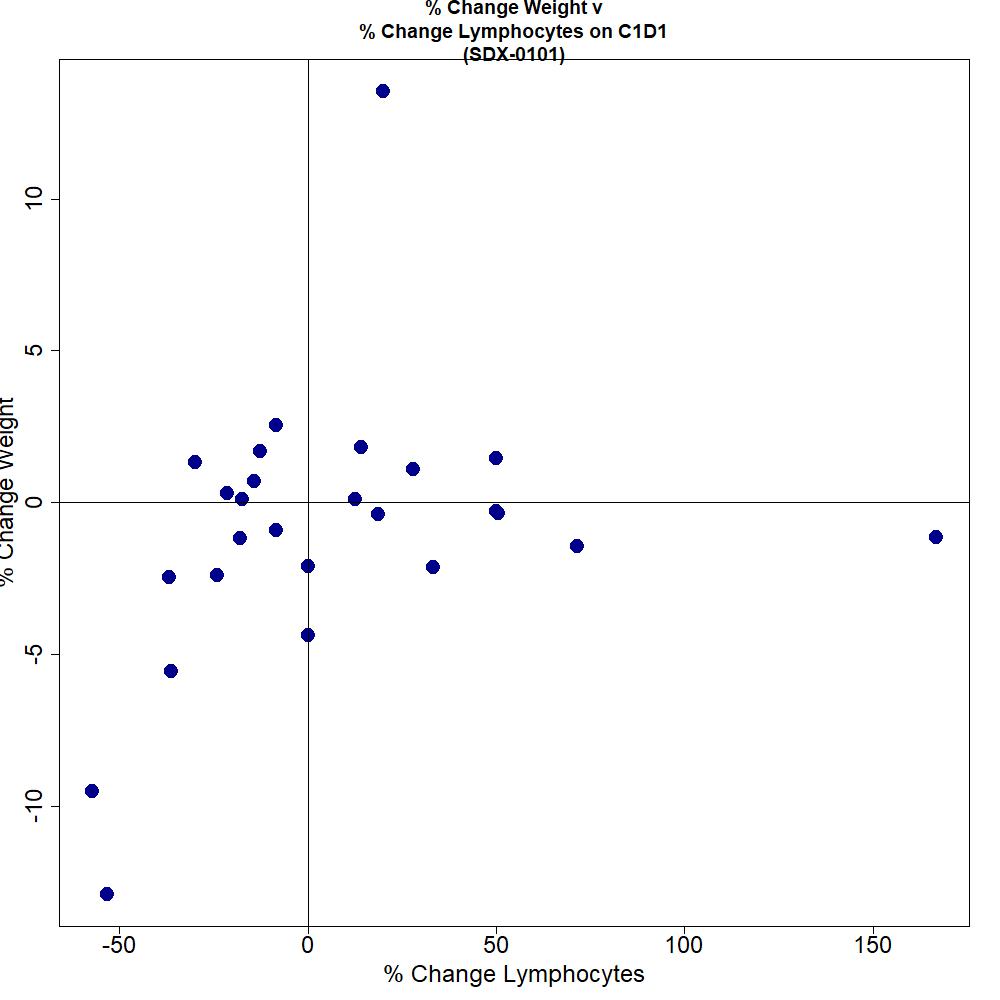 % Change Weight v
% Change Lymphocytes on C1D1
(SDX-0101)
10
5
0
-5
-10
% Change Weight
-50
0
50
100
150
% Change Lymphocytes